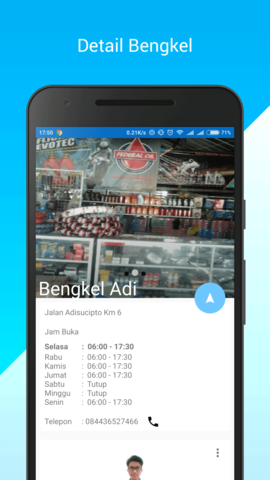 Detail Bengkel
17:50
0.21K/s
71%
EVOTEC
FEDERAL OIL
Bengkel Adi
Jalan Adisucipto Km 6
Jam Buka
Selasa : 06:00 - 17:30
Rabu : 06:00 - 17:30
Kamis : 06:00 - 17:30
Jumat : 06:00 - 17:30
Sabtu : Tutup
Minggu : Tutup
Senin : 06:00 - 17:30
Telepon : 084436527466